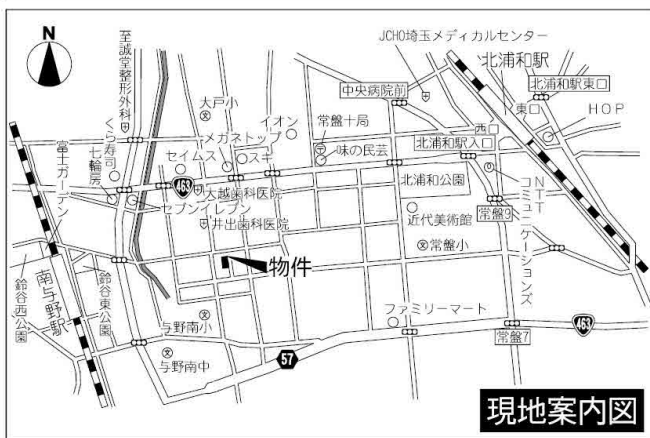 N
至誠堂整形外科
くら寿司
七輪房
富士ガーデン
大戸小
メガネトップ
イオン
セイムス
スギ
463
大越歯科医院
セブンイレブン
井出歯科医院
常盤十局
味の民芸
中央病院前
JCHO埼玉メディカルセンター
北浦和駅
北浦和駅東口
東口
HOP
西口
北浦和駅入口
北浦和公園
NTTコミュニケーションズ
近代美術館
常盤9
常盤小
物件
南与野駅
鈴谷西公園
鈴谷東公園
与野南小
与野南中
ファミリーマート
57
常盤7
463
現地案内図